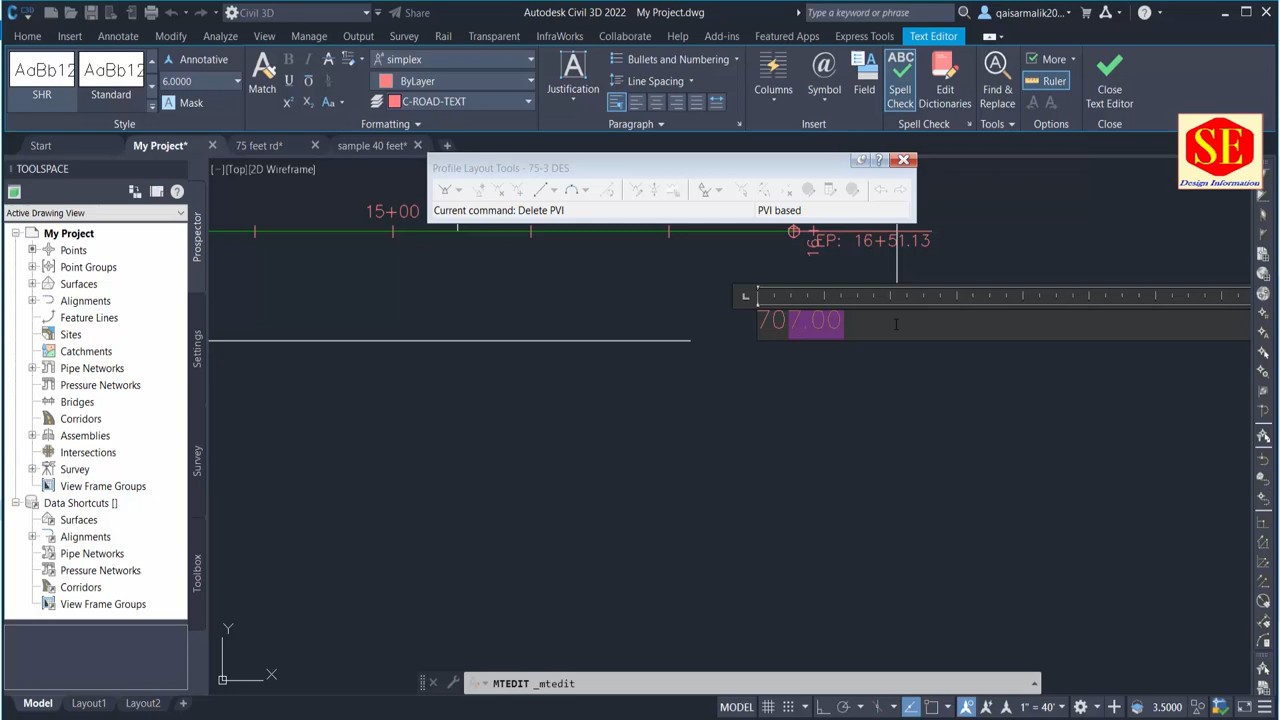 C3D
Civil 3D
Share
Autodesk Civil 3D 2022 My Project.dwg
Type a keyword or phrase
qaisarmalik20...
Home Insert Annotate Modify Analyze View Manage Output Survey Rail Transparent InfraWorks Collaborate Help Add-ins Featured Apps Express Tools Text Editor
AaBb12 AaBb12
SHR Standard
Annotative
6.0000
Mask
Style
Match
simplex
ByLayer
C-ROAD-TEXT
Formatting
Justification
Bullets and Numbering
Line Spacing
Paragraph
Columns
Symbol
Field
Insert
ABC
Spell
Check
Edit
Dictionaries
Spell Check
Find &
Replace
Tools
More
Ruler
Options
Close
Text Editor
Close
Start
My Project*
75 feet rd*
sample 40 feet*
SE
Design Information
TOOLSPACE
[-][Top][2D Wireframe]
Active Drawing View
Prospector
Settings
Survey
Toolbox
My Project
Points
Point Groups
Surfaces
Alignments
Feature Lines
Sites
Catchments
Pipe Networks
Pressure Networks
Bridges
Corridors
Assemblies
Intersections
Survey
View Frame Groups
Data Shortcuts []
Surfaces
Alignments
Pipe Networks
Pressure Networks
Corridors
View Frame Groups
Profile Layout Tools - 75-3 DES
Current command: Delete PVI
PVI based
15+00
EP: 16+51.13
707.00
Y
X
MTEDIT _mtedit
Model Layout1 Layout2
MODEL
1" = 40'
3.5000